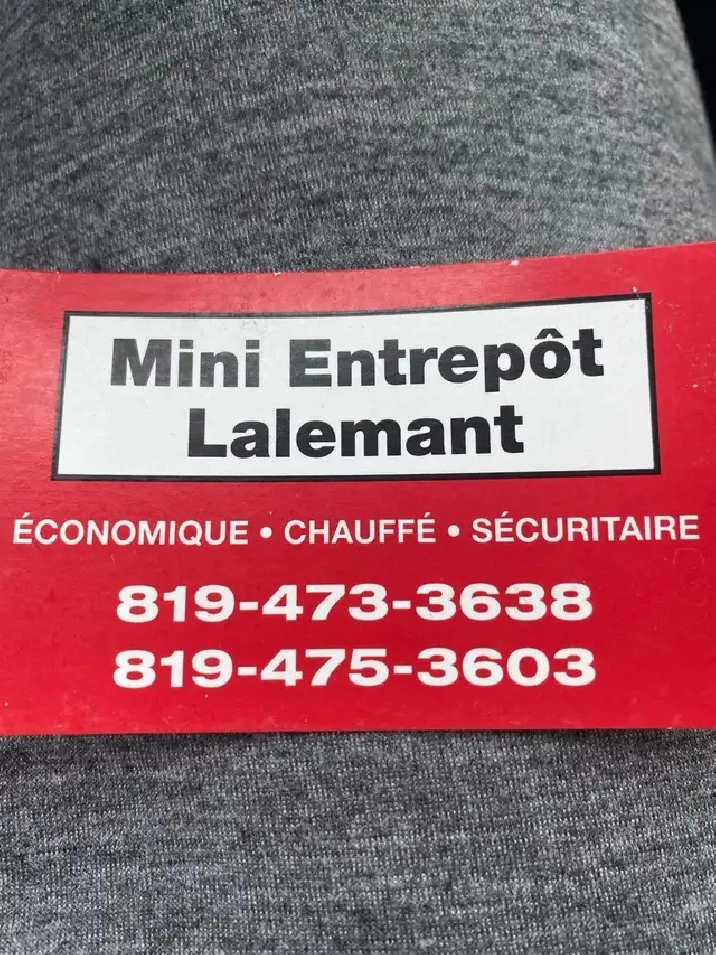 Mini Entrepôt
Lalemant
ÉCONOMIQUE • CHAUFFÉ • SÉCURITAIRE
819-473-3638
819-475-3603